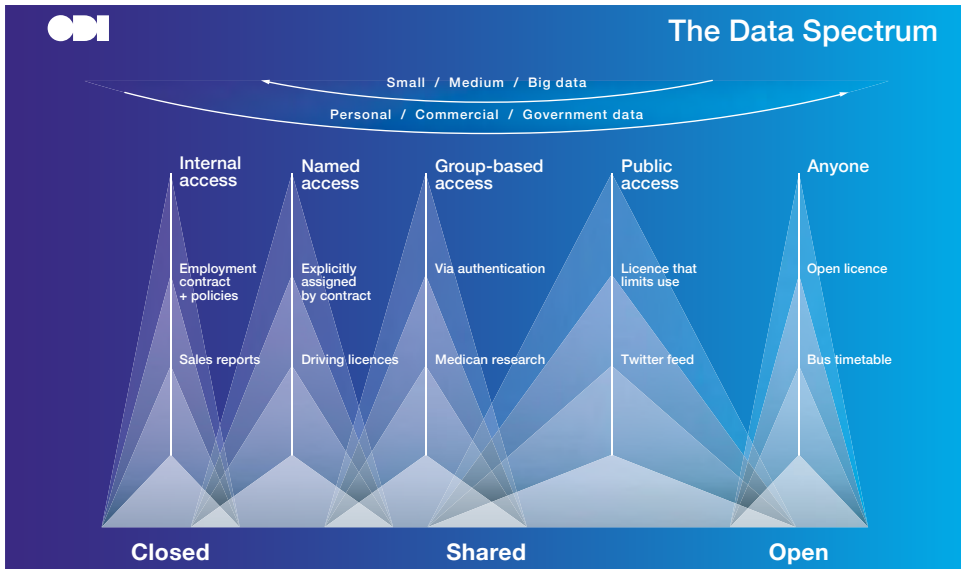 ODI
The Data Spectrum
Small / Medium / Big data
Personal / Commercial / Government data
Internal
access
Named
access
Group-based
access
Public
access
Anyone
Employment
contract
+ policies
Explicitly
assigned
by contract
Via authentication
Licence that
limits use
Open licence
Sales reports
Driving licences
Medican research
Twitter feed
Bus timetable
Closed
Shared
Open